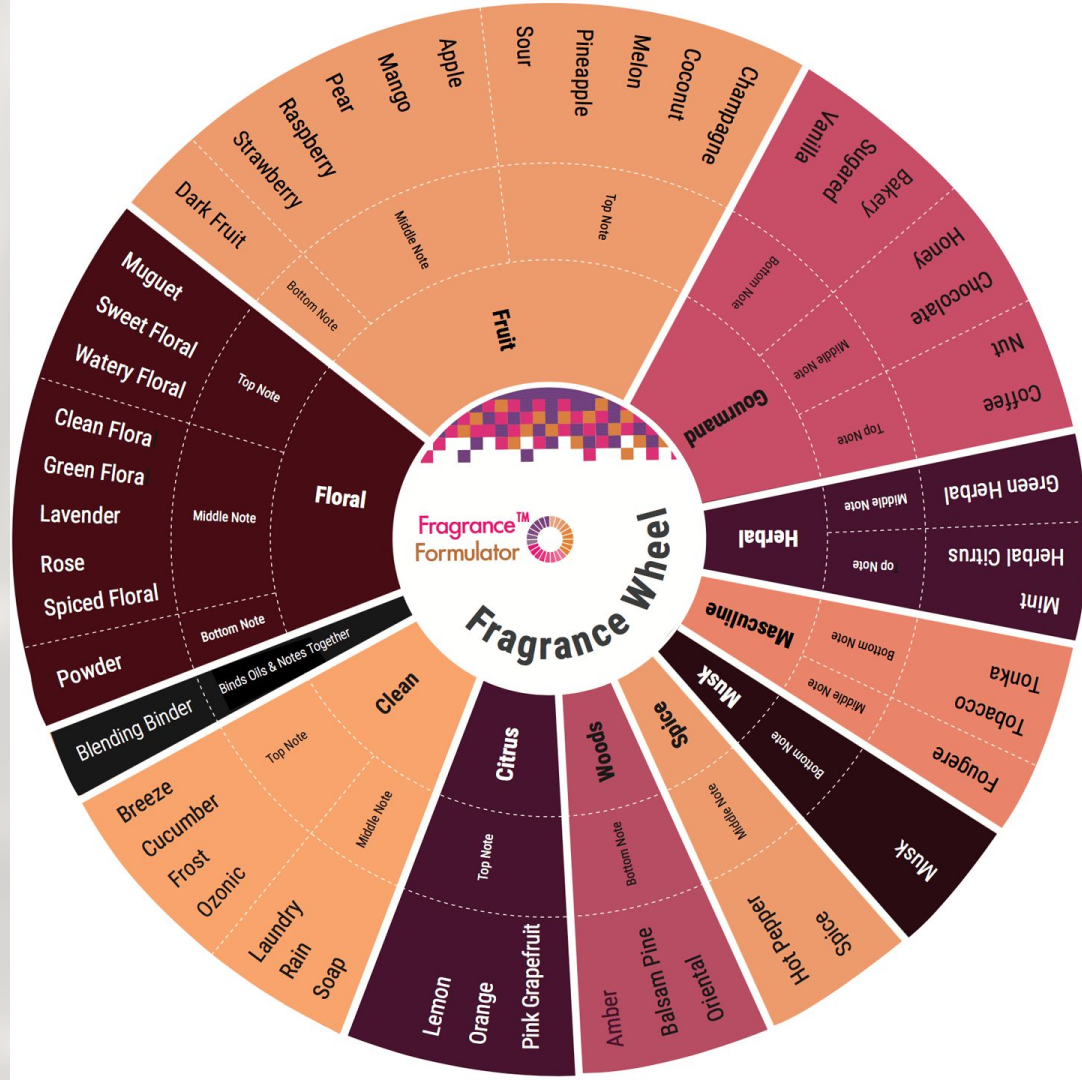 Fragrance™
Formulator
Fragrance Wheel
Fruit
Top Note
Sour
Pineapple
Melon
Coconut
Champagne
Middle Note
Strawberry
Raspberry
Pear
Mango
Apple
Bottom Note
Dark Fruit
Gourmand
Bottom Note
Vanilla
Sugared
Bakery
Middle Note
Honey
Chocolate
Top Note
Nut
Coffee
Herbal
Middle Note
Green Herbal
op Note
Herbal Citrus
Mint
Masculine
Bottom Note
Tonka
Tobacco
Middle Note
Fougere
Musk
Bottom Note
Musk
Spice
Middle Note
Spice
Hot Pepper
Woods
Bottom Note
Oriental
Balsam Pine
Amber
Citrus
Top Note
Pink Grapefruit
Orange
Lemon
Clean
Middle Note
Soap
Rain
Laundry
Top Note
Ozonic
Frost
Cucumber
Breeze
Binds Oils & Notes Together
Blending Binder
Floral
Bottom Note
Powder
Middle Note
Spiced Floral
Rose
Lavender
Green Flora
Clean Flora
Top Note
Watery Floral
Sweet Floral
Muguet